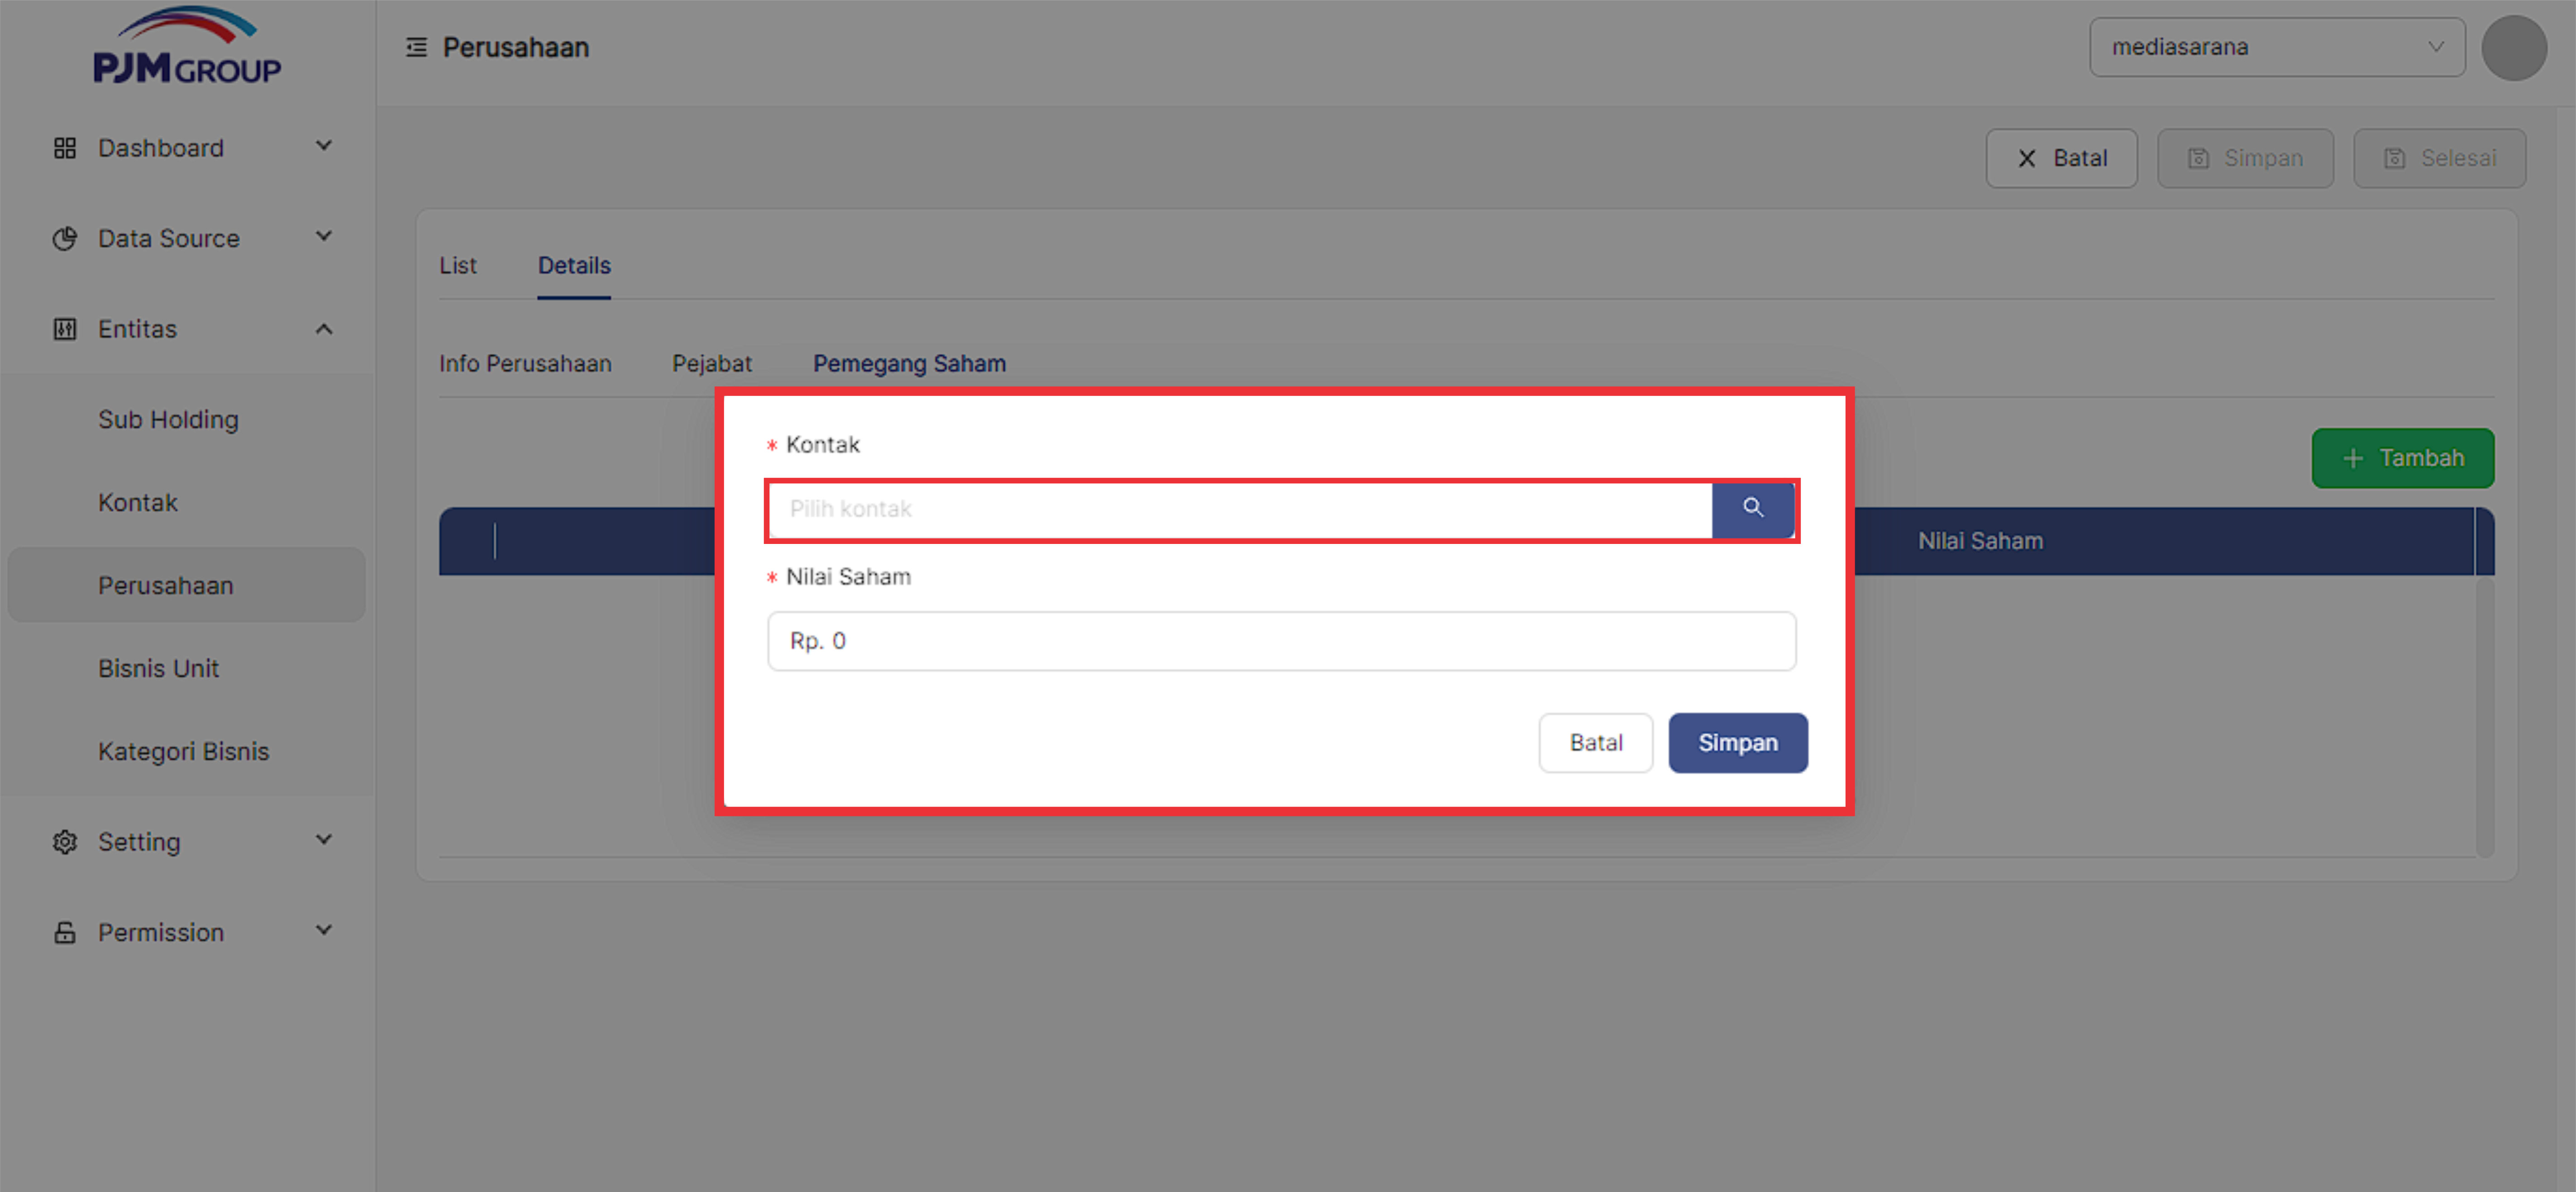 PJM GROUP
Perusahaan
mediasarana
Dashboard
Data Source
Entitas
Sub Holding
Kontak
Perusahaan
Bisnis Unit
Kategori Bisnis
Setting
Permission
Batal
Simpan
Selesai
List
Details
Info Perusahaan
Pejabat
Pemegang Saham
+ Tambah
Nilai Saham
* Kontak
Pilih kontak
* Nilai Saham
Rp. 0
Batal
Simpan